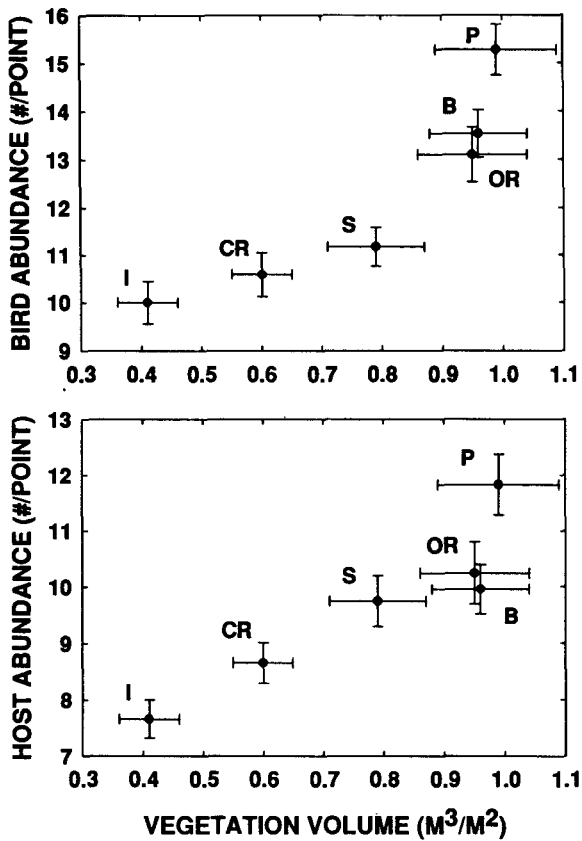 BIRD ABUNDANCE (#/POINT)
16
15
14
13
12
11
10
9
P
B
OR
S
CR
I
0.3 0.4 0.5 0.6 0.7 0.8 0.9 1.0 1.1
HOST ABUNDANCE (#/POINT)
13
12
11
10
9
8
7
P
OR
S
B
CR
I
0.3 0.4 0.5 0.6 0.7 0.8 0.9 1.0 1.1
VEGETATION VOLUME (M³/M²)